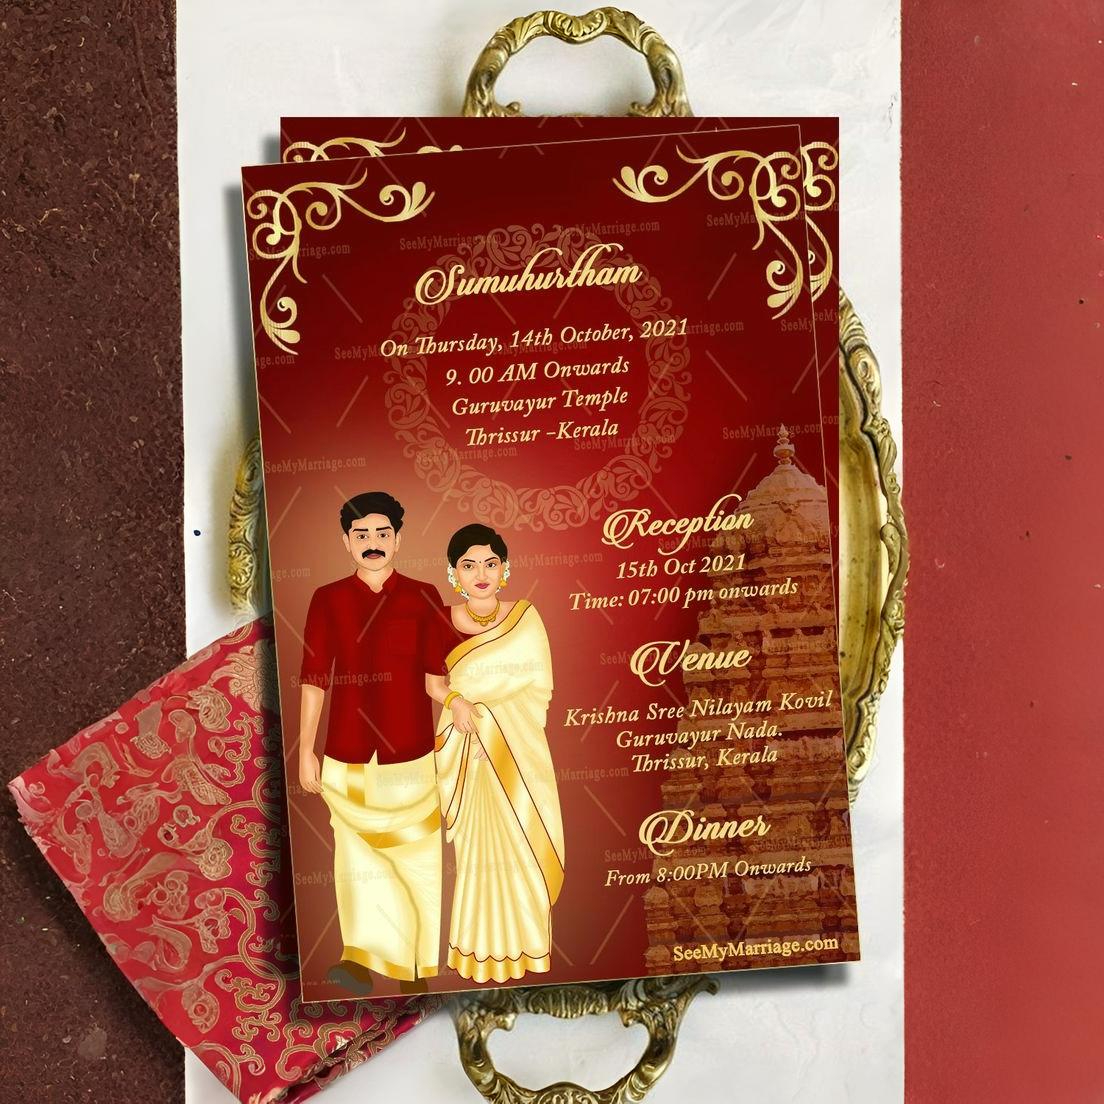 Sumuhurtham
On Thursday, 14th October, 2021
9. 00 AM Onwards
Guruvayur Temple
Thrissur –Kerala
Reception
15th Oct 2021
Time: 07:00 pm onwards
Venue
Krishna Sree Nilayam Kovil
Guruvayur Nada.
Thrissur, Kerala
Dinner
From 8:00PM Onwards
SeeMyMarriage.com